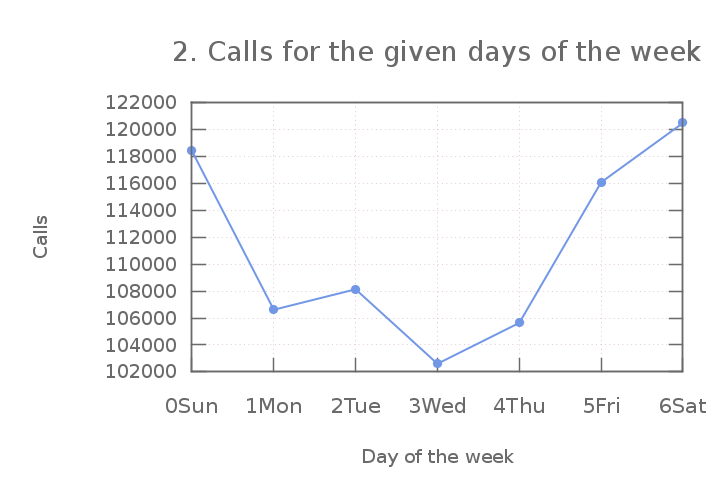 2. Calls for the given days of the week
122000
120000
118000
116000
114000
112000
110000
108000
106000
104000
102000
Calls
0Sun 1Mon 2Tue 3Wed 4Thu 5Fri 6Sat
Day of the week